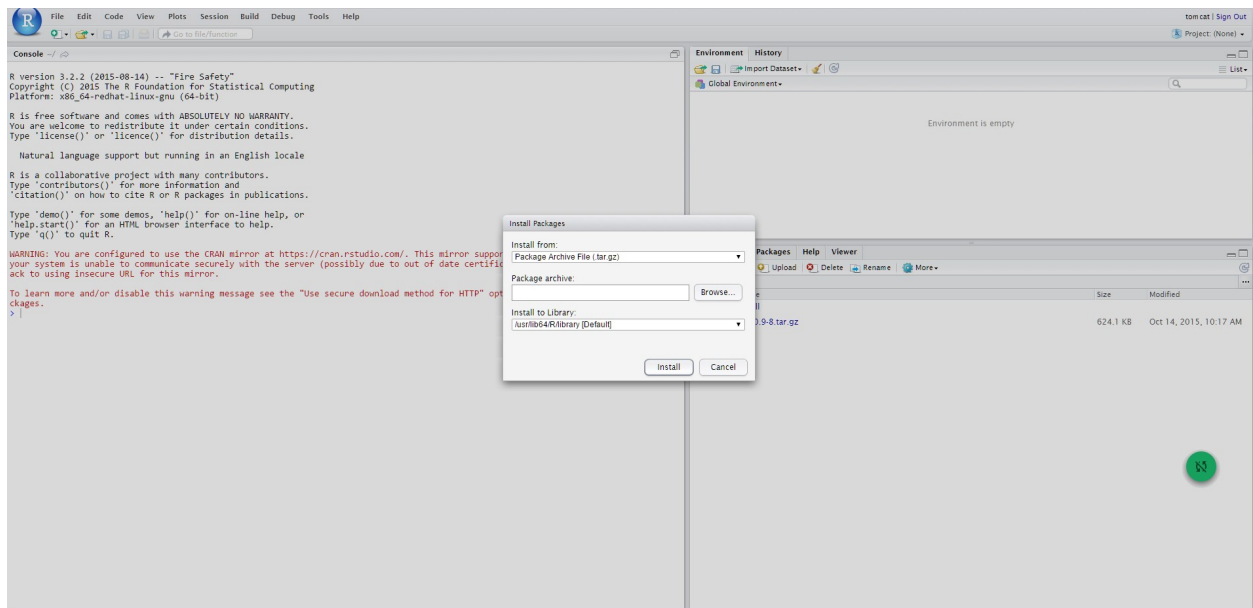 R
File Edit Code View Plots Session Build Debug Tools Help
tomcat | Sign Out
Go to file/function
Project: (None)
Console ~/
R version 3.2.2 (2015-08-14) -- "Fire Safety"
Copyright (C) 2015 The R Foundation for Statistical Computing
Platform: x86_64-redhat-linux-gnu (64-bit)
R is free software and comes with ABSOLUTELY NO WARRANTY.
You are welcome to redistribute it under certain conditions.
Type 'license()' or 'licence()' for distribution details.
Natural language support but running in an English locale
R is a collaborative project with many contributors.
Type 'contributors()' for more information and
'citation()' on how to cite R or R packages in publications.
Type 'demo()' for some demos, 'help()' for on-line help, or
'help.start()' for an HTML browser interface to help.
Type 'q()' to quit R.
WARNING: You are configured to use the CRAN mirror at https://cran.rstudio.com/. This mirror suppor
your system is unable to communicate securely with the server (possibly due to out of date certific
ack to using insecure URL for this mirror.
To learn more and/or disable this warning message see the "Use secure download method for HTTP" opt
ckages.
>
Environment History
Import Dataset
List
Global Environment
Environment is empty
Install Packages
Install from:
Package Archive File (.tar.gz)
Package archive:
Browse...
Install to Library:
/usr/lib64/R/library [Default]
Install Cancel
Packages Help Viewer
Upload Delete Rename More
Size Modified
0.9-8.tar.gz 624.1 KB Oct 14, 2015, 10:17 AM